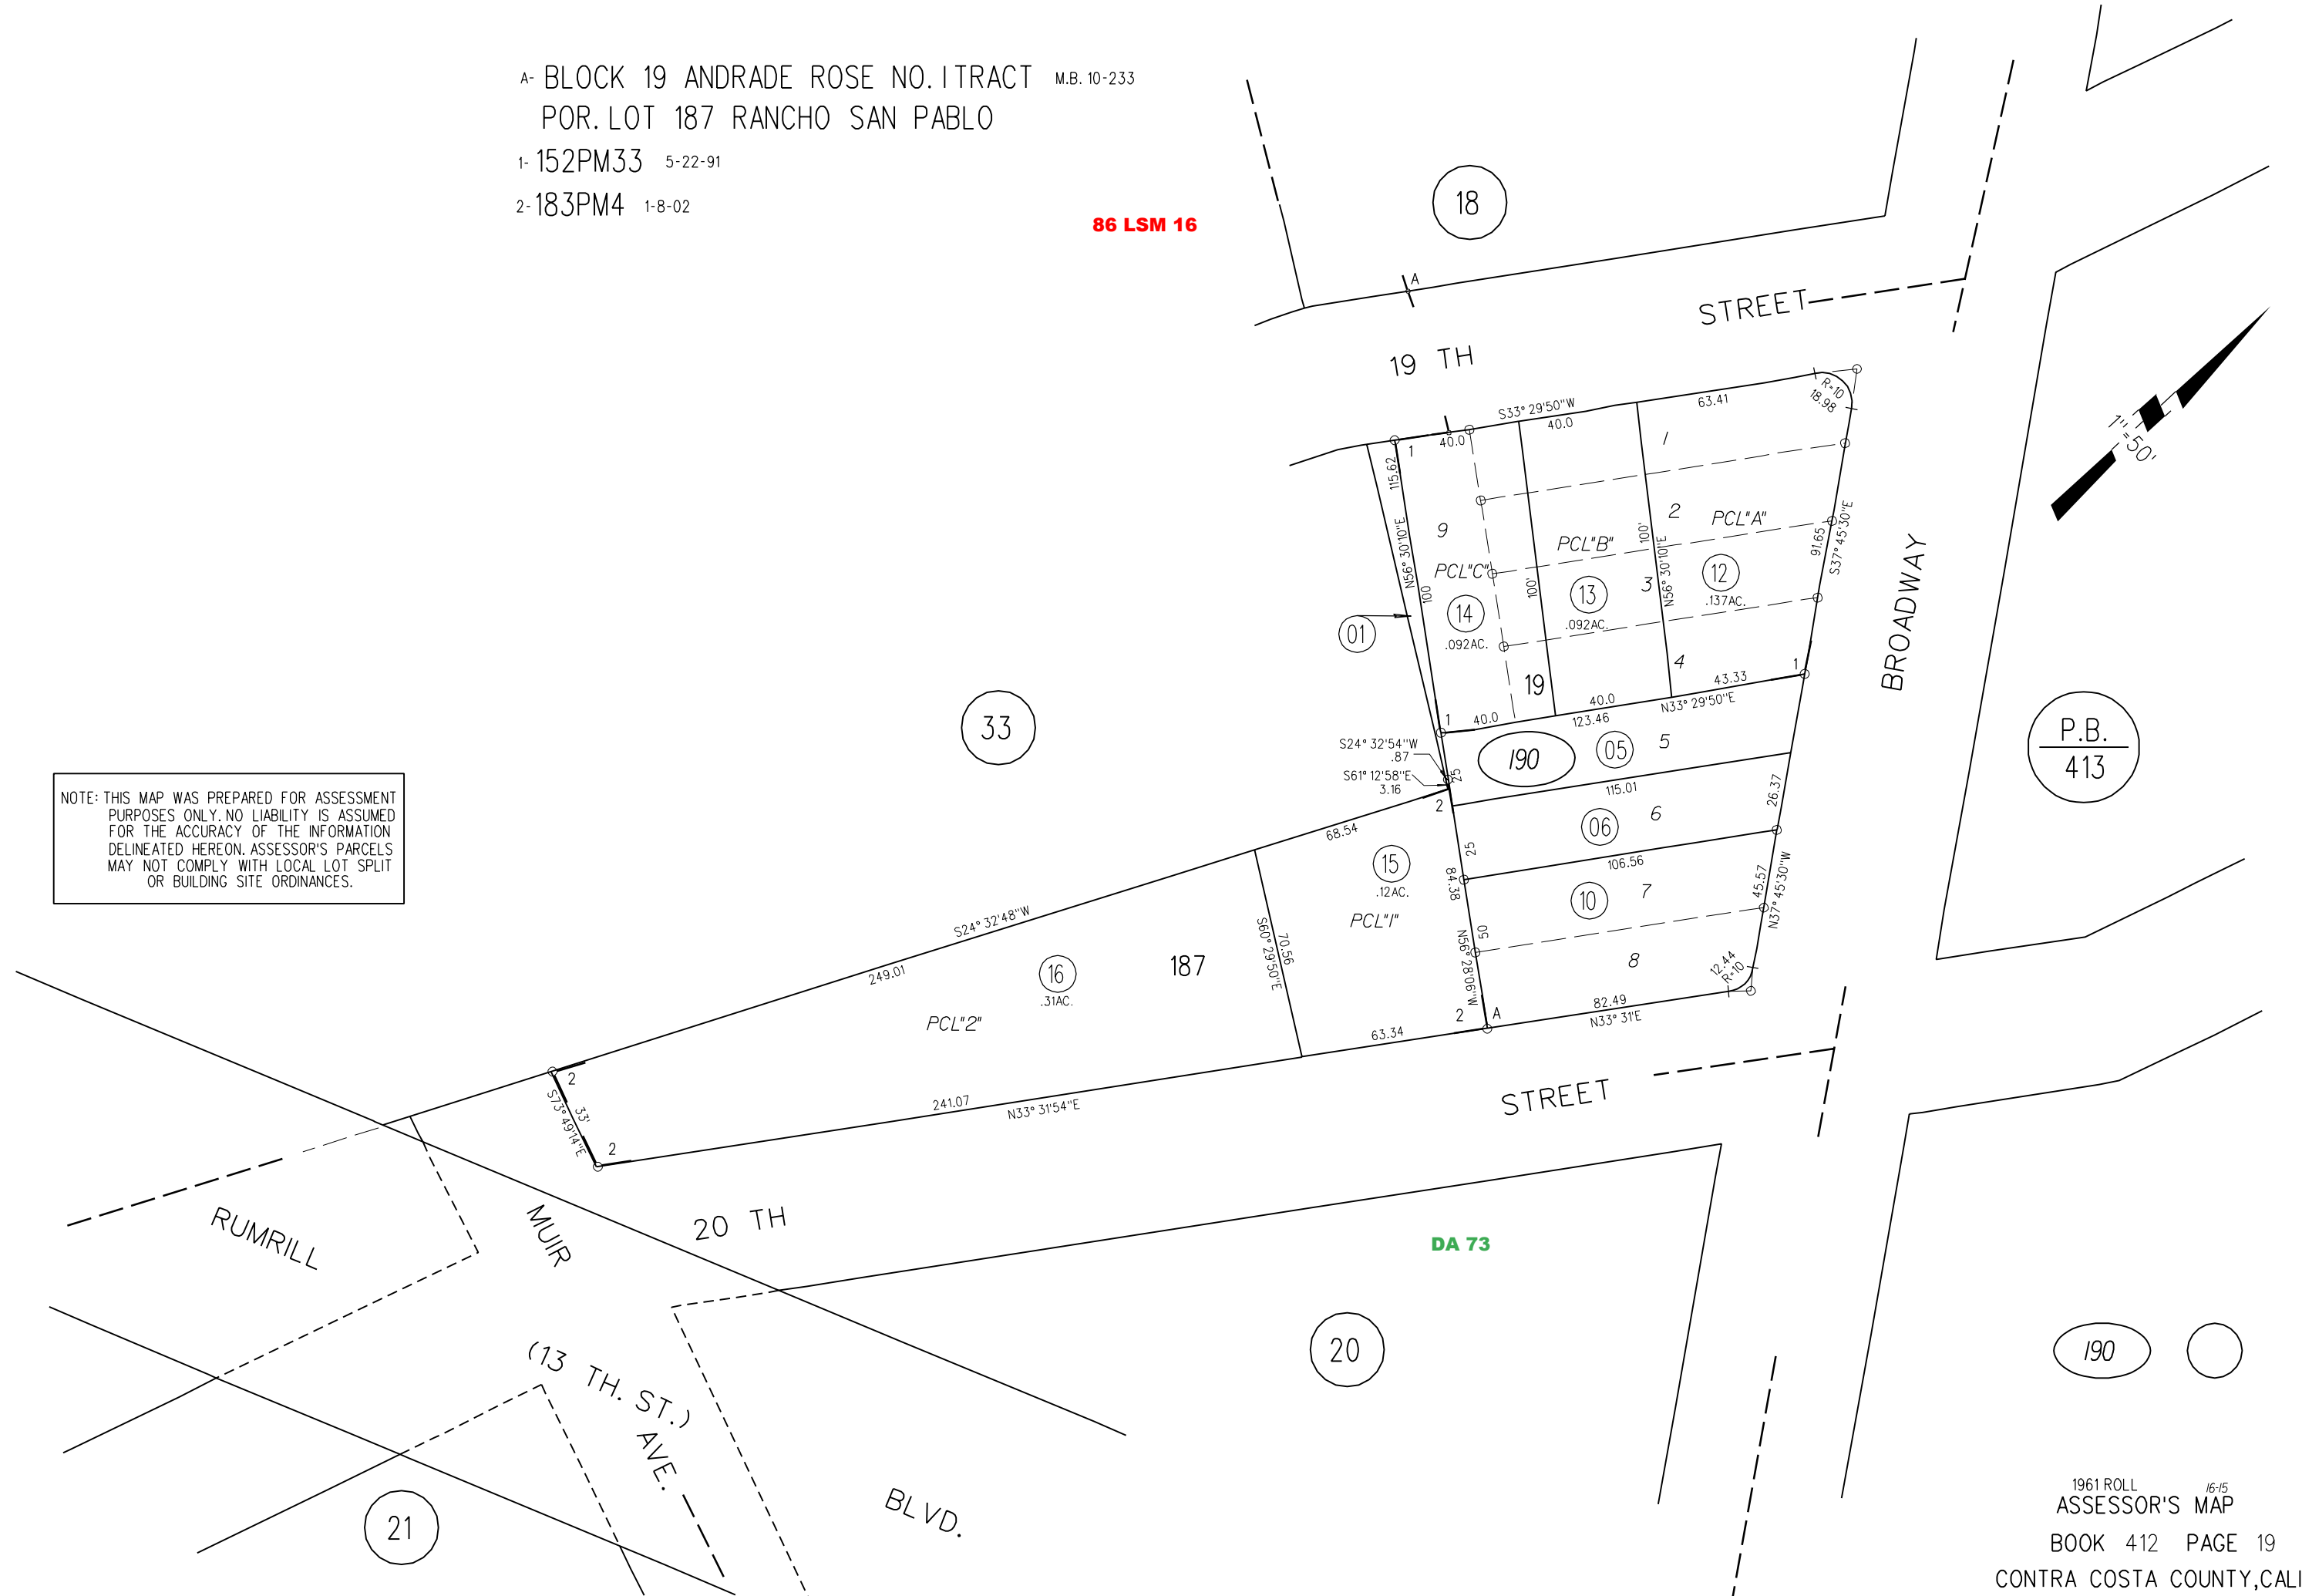 A- BLOCK 19 ANDRADE ROSE NO. 1 TRACT M.B. 10-233
POR. LOT 187 RANCHO SAN PABLO
1- 152PM33 5-22-91
2- 183PM4 1-8-02
86 LSM 16
18
A
STREET
19 TH
R=10
18.98
S33° 29'50"W
63.41
40.0
40.0
1
1
115.62
1"=50'
9
2
PCL"A"
PCL"B"
100'
91.65
S37° 45'30"E
N56° 30'10"E
N56° 30'10"E
PCL"C"
100
100'
14
13
3
12
.092AC.
.092AC.
.137AC.
01
BROADWAY
4
1
19
43.33
40.0
N33° 29'50"E
1
40.0
123.46
33
S24° 32'54"W
.87
190
05
5
P.B.
413
S61° 12'58"E
3.16
25
2
115.01
26.37
NOTE: THIS MAP WAS PREPARED FOR ASSESSMENT
PURPOSES ONLY. NO LIABILITY IS ASSUMED
FOR THE ACCURACY OF THE INFORMATION
DELINEATED HEREON. ASSESSOR'S PARCELS
MAY NOT COMPLY WITH LOCAL LOT SPLIT
OR BUILDING SITE ORDINANCES.
06
6
68.54
25
15
.12AC.
106.56
84.38
10
7
45.57
N37° 45'30"W
PCL"1"
S24° 32'48"W
50
70.56
S60° 29'50"E
N56° 28'06"W
8
12.44
R=10
187
249.01
16
.31AC.
PCL"2"
82.49
N33° 31'E
2
A
63.34
2
33'
S73° 49'14"E
241.07
N33° 31'54"E
STREET
2
20 TH
RUMRILL
MUIR
DA 73
(13 TH. ST.)
20
190
AVE.
BLVD.
21
1961 ROLL 16-15
ASSESSOR'S MAP
BOOK 412 PAGE 19
CONTRA COSTA COUNTY, CALI